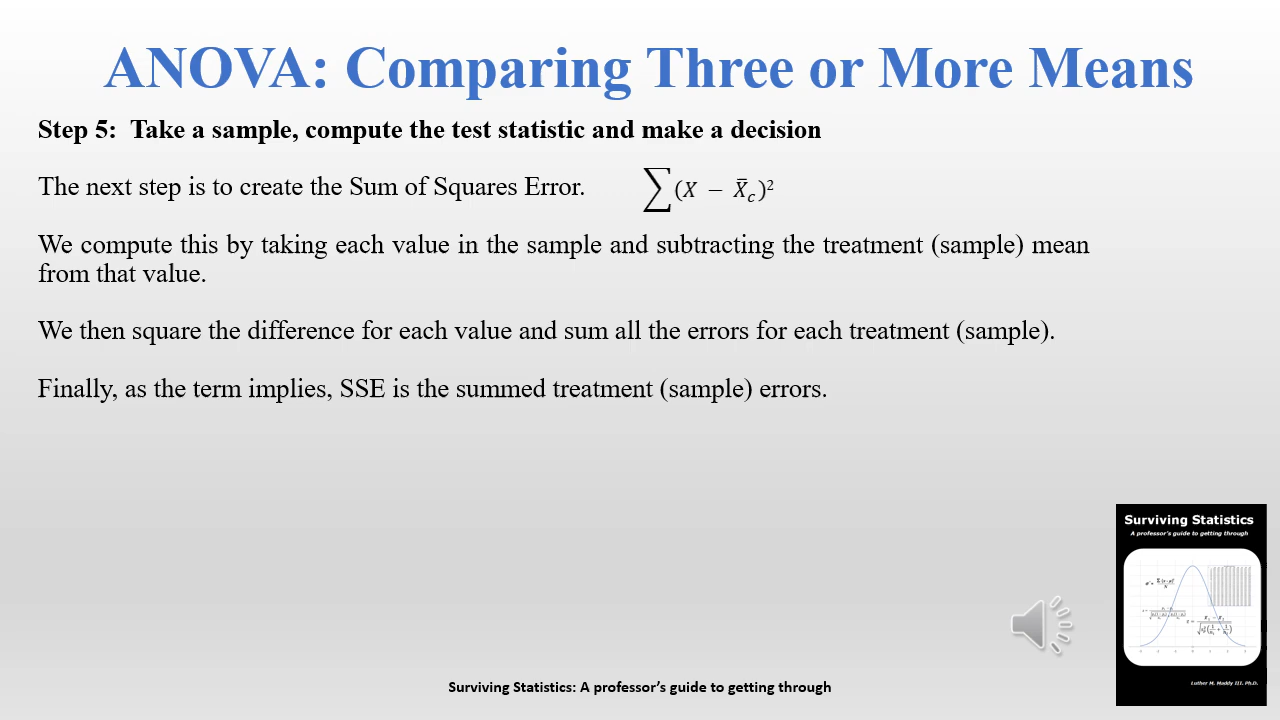 ANOVA: Comparing Three or More Means
Step 5: Take a sample, compute the test statistic and make a decision
The next step is to create the Sum of Squares Error. ∑(X − X̄c)²
We compute this by taking each value in the sample and subtracting the treatment (sample) mean
from that value.
We then square the difference for each value and sum all the errors for each treatment (sample).
Finally, as the term implies, SSE is the summed treatment (sample) errors.
Surviving Statistics
A professor's guide to getting through
Luther M. Maddy III, Ph.D.
Surviving Statistics: A professor’s guide to getting through